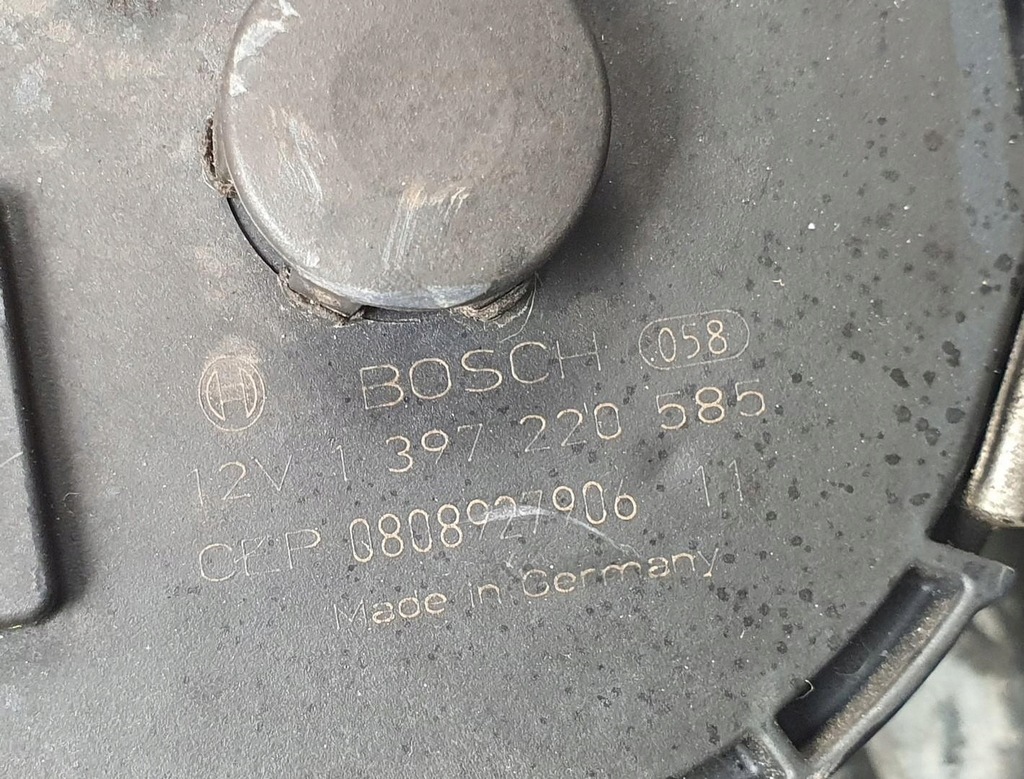 BOSCH 058
12V 1 397 220 585
CEP 0808927906 11
Made in Germany